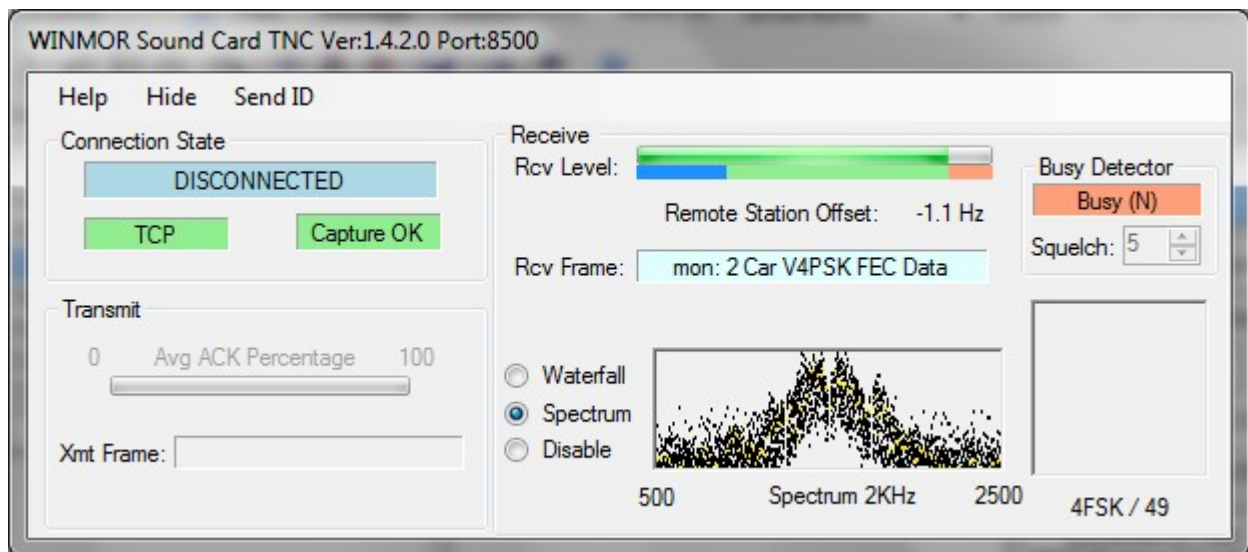 WINMOR Sound Card TNC Ver:1.4.2.0 Port:8500
Help Hide Send ID
Connection State
DISCONNECTED
TCP Capture OK
Receive
Rcv Level:
Remote Station Offset: -1.1 Hz
Rcv Frame: mon: 2 Car V4PSK FEC Data
Busy Detector
Busy (N)
Squelch: 5
Transmit
0 Avg ACK Percentage 100
Xmt Frame:
Waterfall
Spectrum
Disable
500 Spectrum 2KHz 2500
4FSK / 49